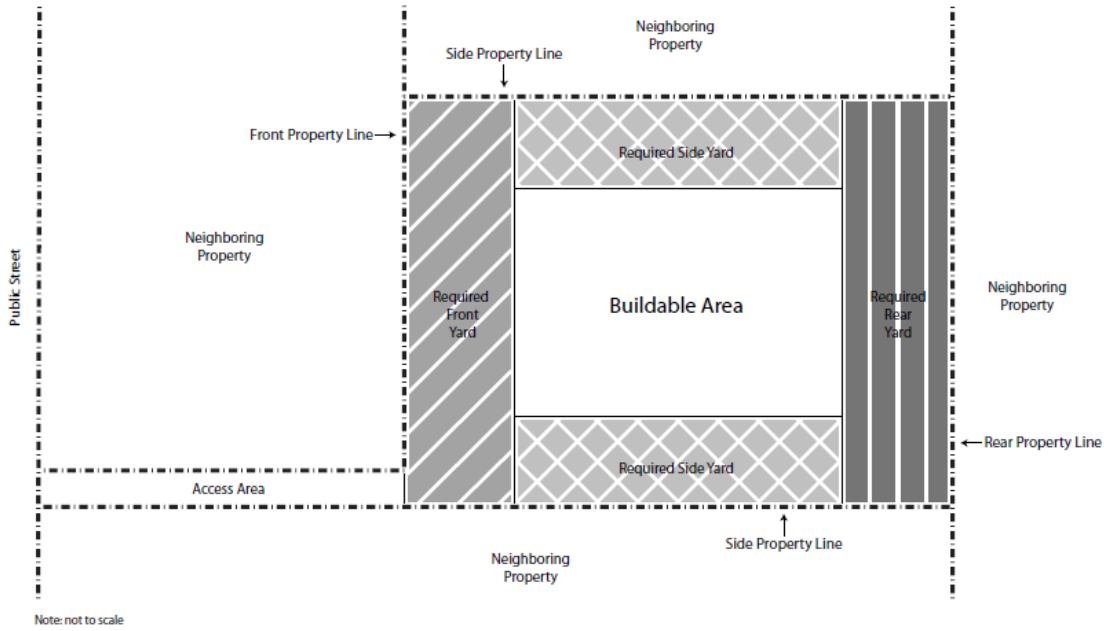 Neighboring
Property
Side Property Line
Front Property Line
Required Side Yard
Neighboring
Property
Public Street
Required
Front
Yard
Buildable Area
Required
Rear
Yard
Neighboring
Property
Rear Property Line
Required Side Yard
Access Area
Side Property Line
Neighboring
Property
Note: not to scale